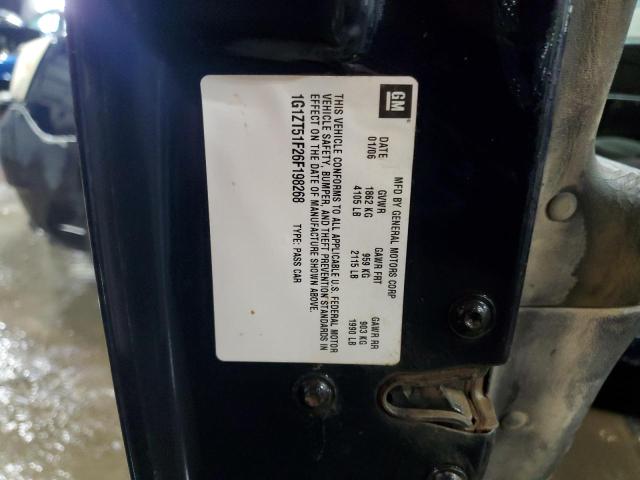 GM
MFD BY GENERAL MOTORS CORP
DATE GVWR GAWR FRT GAWR RR
01/06 1862 KG 959 KG 903 KG
4105 LB 2115 LB 1990 LB
THIS VEHICLE CONFORMS TO ALL APPLICABLE U.S. FEDERAL MOTOR
VEHICLE SAFETY, BUMPER, AND THEFT PREVENTION STANDARDS IN
EFFECT ON THE DATE OF MANUFACTURE SHOWN ABOVE.
1G1ZT51F26F198268 TYPE: PASS CAR